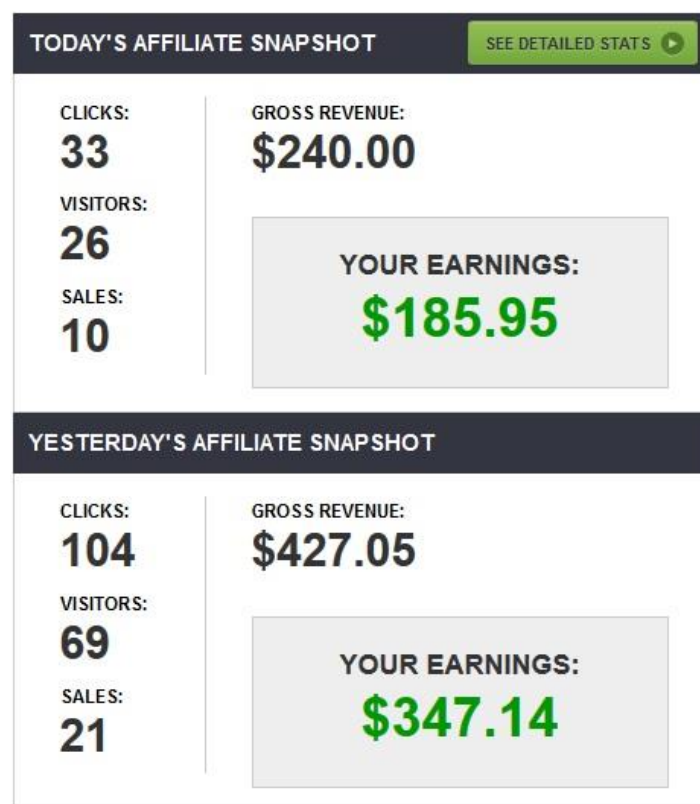 TODAY'S AFFILIATE SNAPSHOT
SEE DETAILED STATS
CLICKS:
33
VISITORS:
26
SALES:
10
GROSS REVENUE:
$240.00
YOUR EARNINGS:
$185.95
YESTERDAY'S AFFILIATE SNAPSHOT
CLICKS:
104
VISITORS:
69
SALES:
21
GROSS REVENUE:
$427.05
YOUR EARNINGS:
$347.14